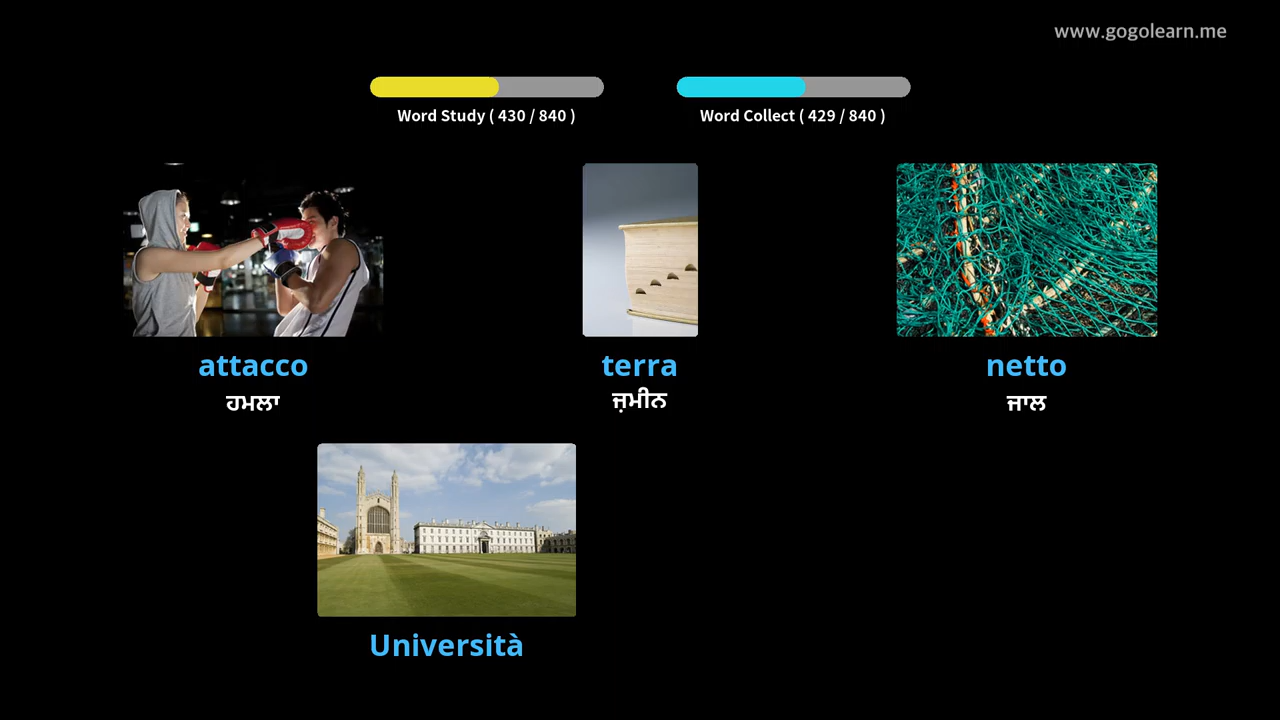 www.gogolearn.me
Word Study ( 430 / 840 )
Word Collect ( 429 / 840 )
attacco
ਹਮਲਾ
terra
ਜ਼ਮੀਨ
netto
ਜਾਲ
Università